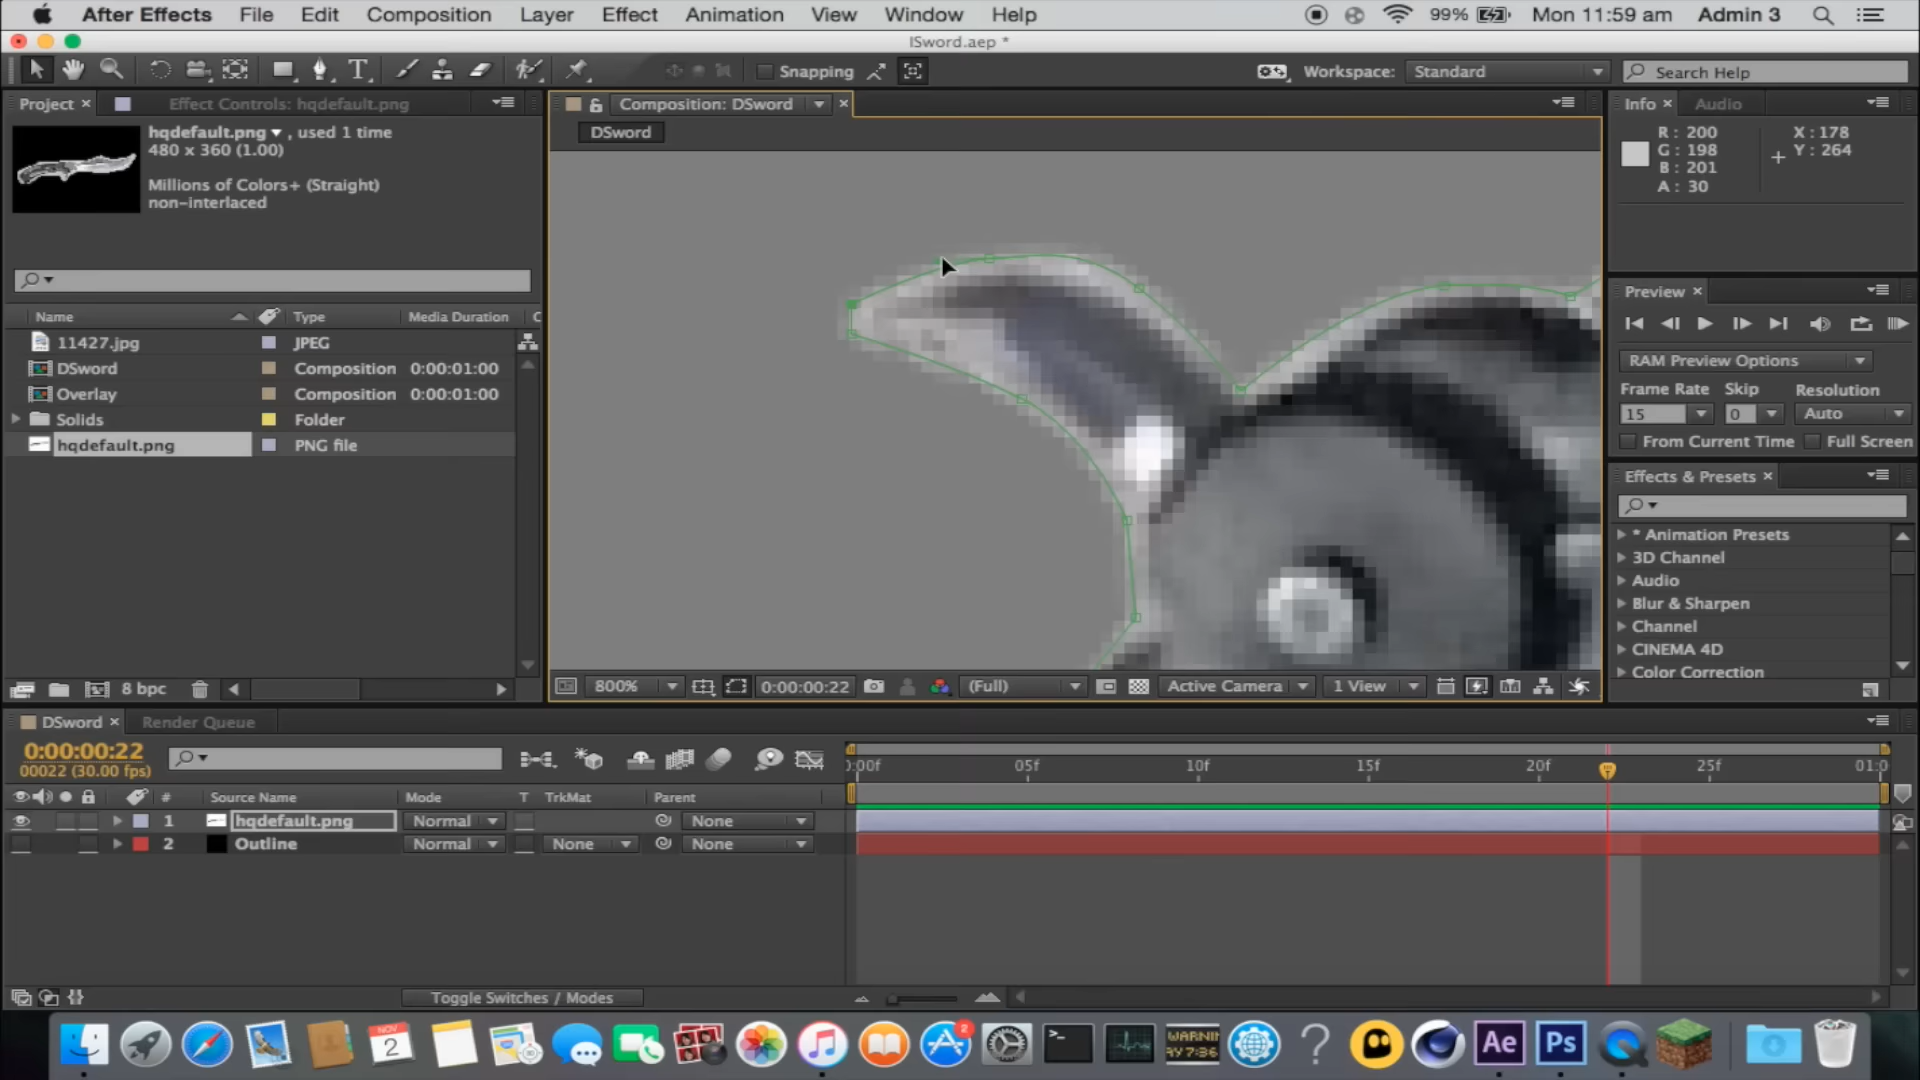 After Effects File Edit Composition Layer Effect Animation View Window Help 99% Mon 11:59 am Admin 3
ISword.aep *
T Snapping Workspace: Standard Search Help
Project × Effect Controls: hqdefault.png Composition: DSword × Info × Audio
hqdefault.png , used 1 time
480 x 360 (1.00)
Millions of Colors+ (Straight)
non-interlaced
DSword
R : 200 X : 178
G : 198 Y : 264
B : 201
A : 30
Name Type Media Duration
11427.jpg JPEG
DSword Composition 0:00:01:00
Overlay Composition 0:00:01:00
Solids Folder
hqdefault.png PNG file
Preview ×
RAM Preview Options
Frame Rate Skip Resolution
15 0 Auto
From Current Time Full Screen
Effects & Presets ×
* Animation Presets
3D Channel
Audio
Blur & Sharpen
Channel
CINEMA 4D
Color Correction
8 bpc 800% 0:00:00:22 (Full) Active Camera 1 View
DSword × Render Queue
0:00:00:22
00022 (30.00 fps)
:00f 05f 10f 15f 20f 25f 01:0
# Source Name Mode T TrkMat Parent
1 hqdefault.png Normal None
2 Outline Normal None None
Toggle Switches / Modes
NOV
2
2
WARNIN
AY 7:36
?
Ae
Ps